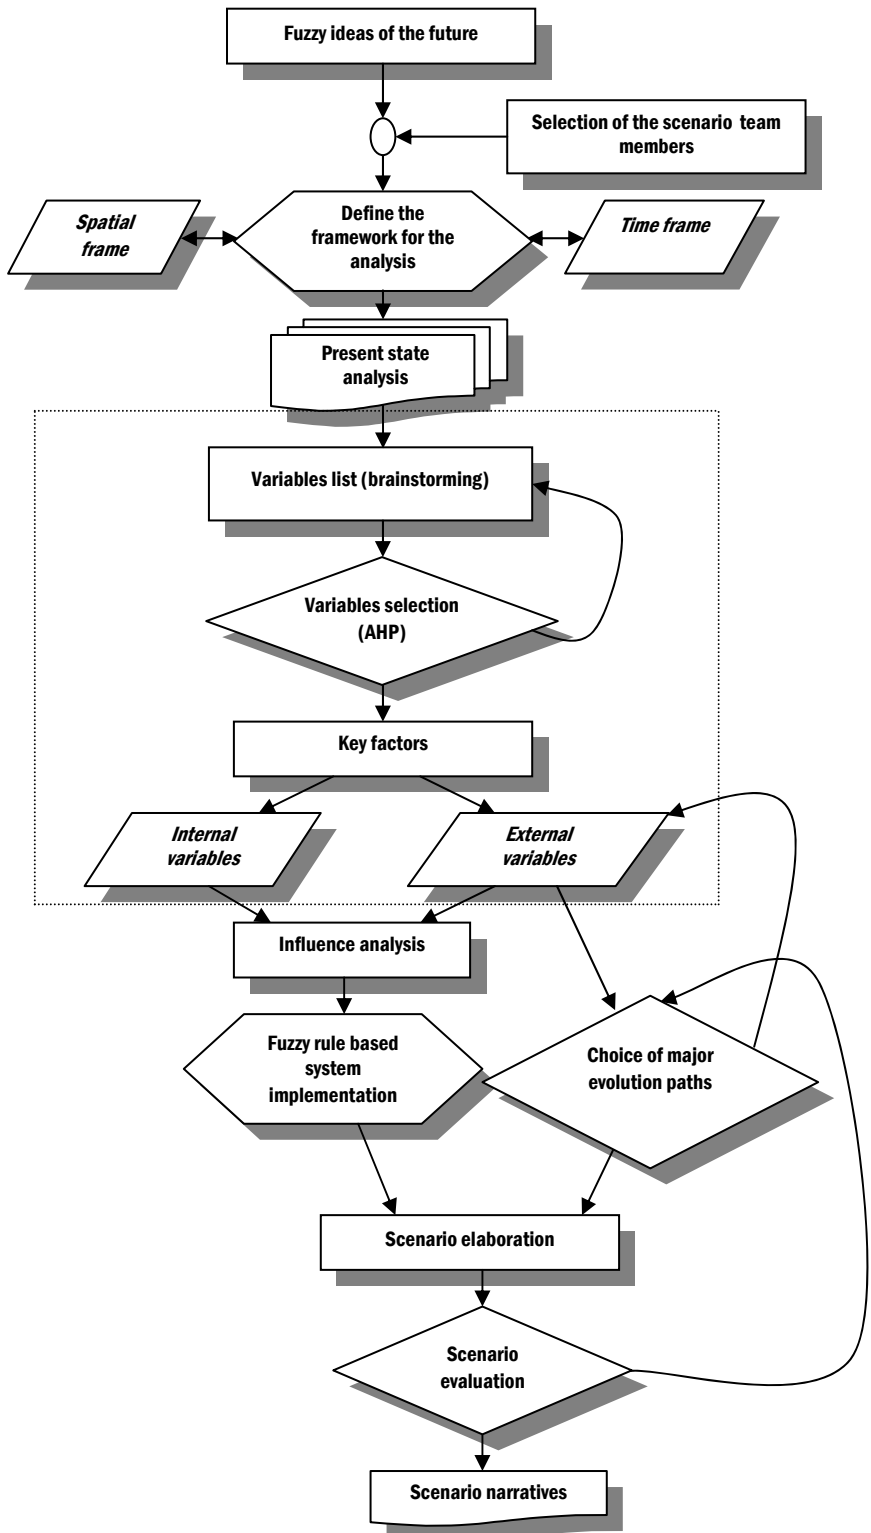 Fuzzy ideas of the future
Selection of the scenario team
members
Spatial
frame
Define the
framework for the
analysis
Time frame
Present state
analysis
Variables list (brainstorming)
Variables selection
(AHP)
Key factors
Internal
variables
External
variables
Influence analysis
Fuzzy rule based
system
implementation
Choice of major
evolution paths
Scenario elaboration
Scenario
evaluation
Scenario narratives